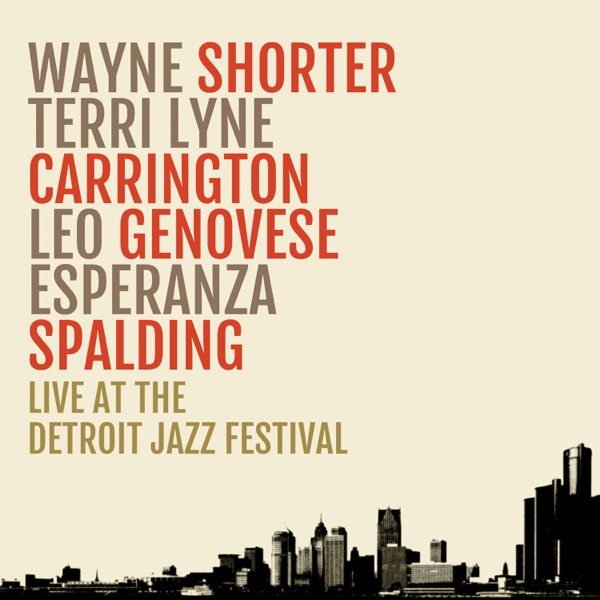 WAYNE SHORTER
TERRI LYNE
CARRINGTON
LEO GENOVESE
ESPERANZA
SPALDING
LIVE AT THE
DETROIT JAZZ FESTIVAL